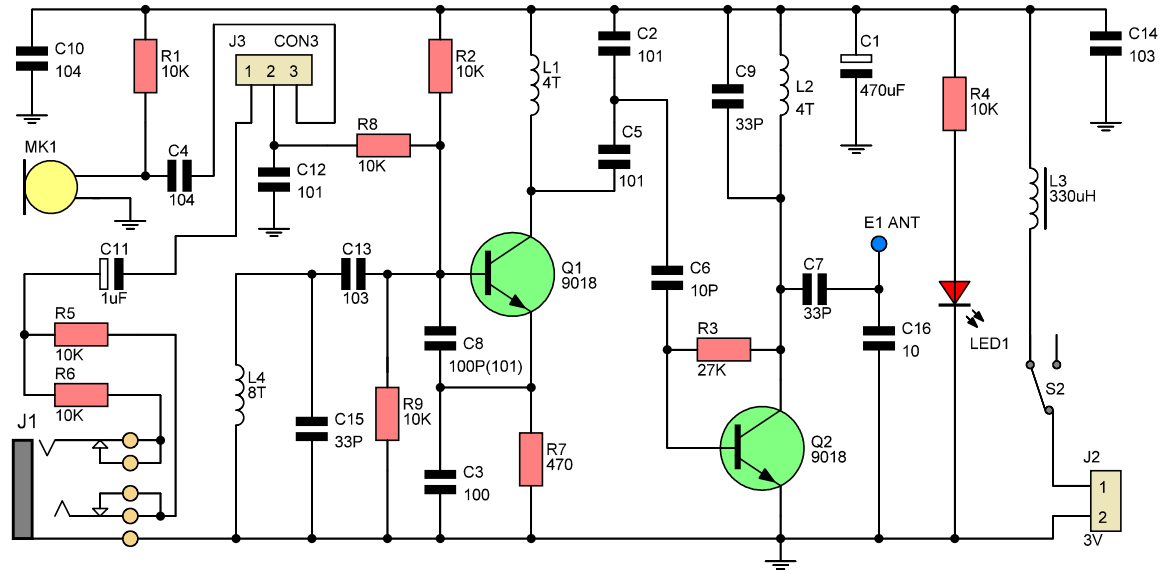 C10
104
R1
10K
J3
CON3
1 2 3
R2
10K
L1
4T
C2
101
C9
33P
L2
4T
C1
470uF
R4
10K
C14
103
MK1
C4
104
R8
10K
C12
101
C5
101
L3
330uH
E1 ANT
C11
1uF
C13
103
Q1
9018
C6
10P
C7
33P
R5
10K
C8
100P(101)
R3
27K
C16
10
LED1
R6
10K
L4
8T
S2
J1
C15
33P
R9
10K
R7
470
C3
100
Q2
9018
J2
1
2
3V